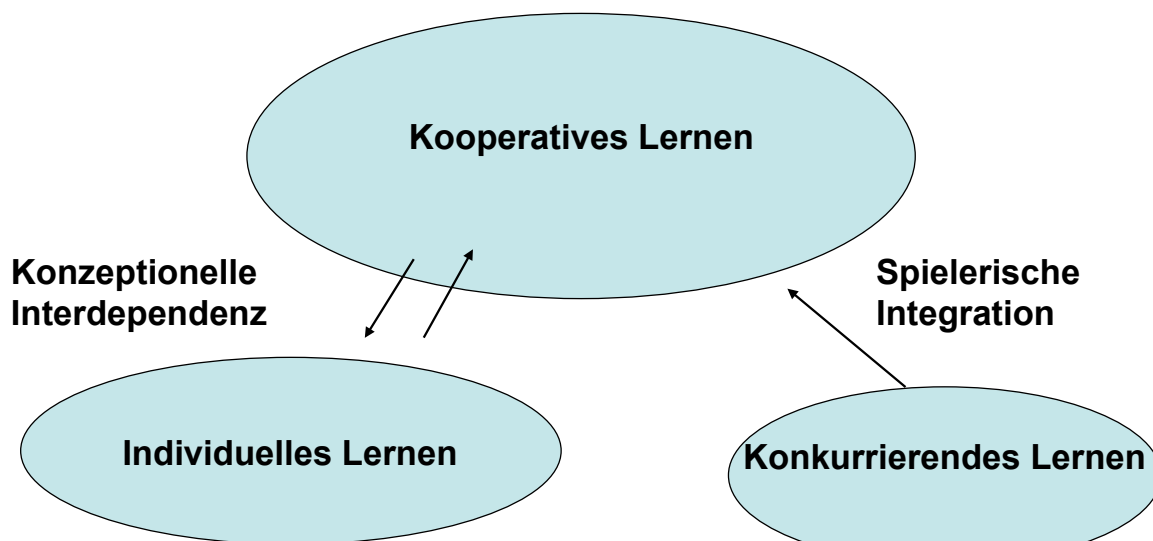 Kooperatives Lernen
Konzeptionelle
Interdependenz
Spielerische
Integration
Individuelles Lernen
Konkurrierendes Lernen